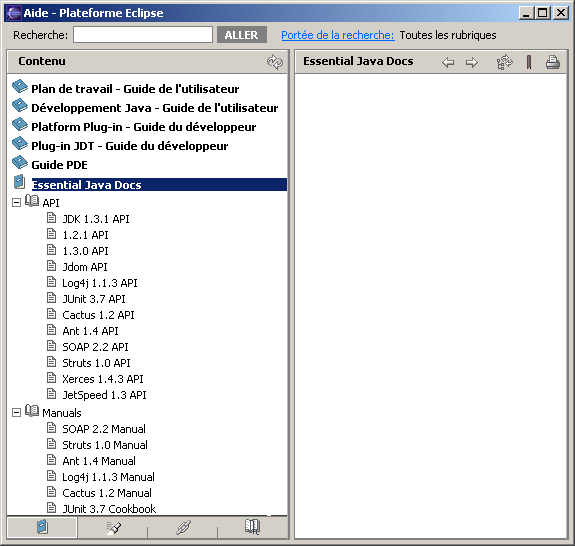 Aide - Plateforme Eclipse
Recherche: ALLER Portée de la recherche: Toutes les rubriques
Contenu
Plan de travail - Guide de l'utilisateur
Développement Java - Guide de l'utilisateur
Platform Plug-in - Guide du développeur
Plug-in JDT - Guide du développeur
Guide PDE
Essential Java Docs
API
JDK 1.3.1 API
1.2.1 API
1.3.0 API
Jdom API
Log4j 1.1.3 API
JUnit 3.7 API
Cactus 1.2 API
Ant 1.4 API
SOAP 2.2 API
Struts 1.0 API
Xerces 1.4.3 API
JetSpeed 1.3 API
Manuals
SOAP 2.2 Manual
Struts 1.0 Manual
Ant 1.4 Manual
Log4j 1.1.3 Manual
Cactus 1.2 Manual
JUnit 3.7 Cookbook
Essential Java Docs